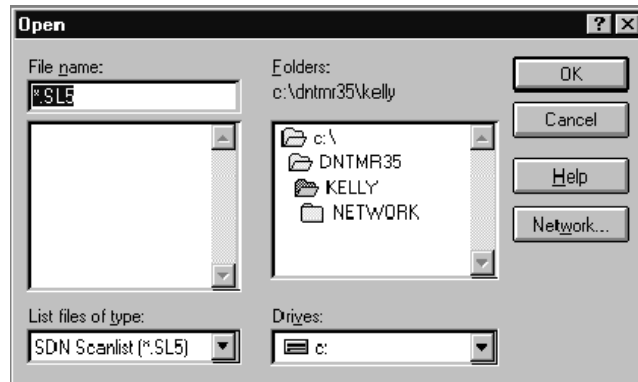 Open
File name:
*.SL5
List files of type:
SDN Scanlist (*.SL5)
Folders:
c:\dntmr35\kelly
c:\
DNTMR35
KELLY
NETWORK
Drives:
c:
OK
Cancel
Help
Network...